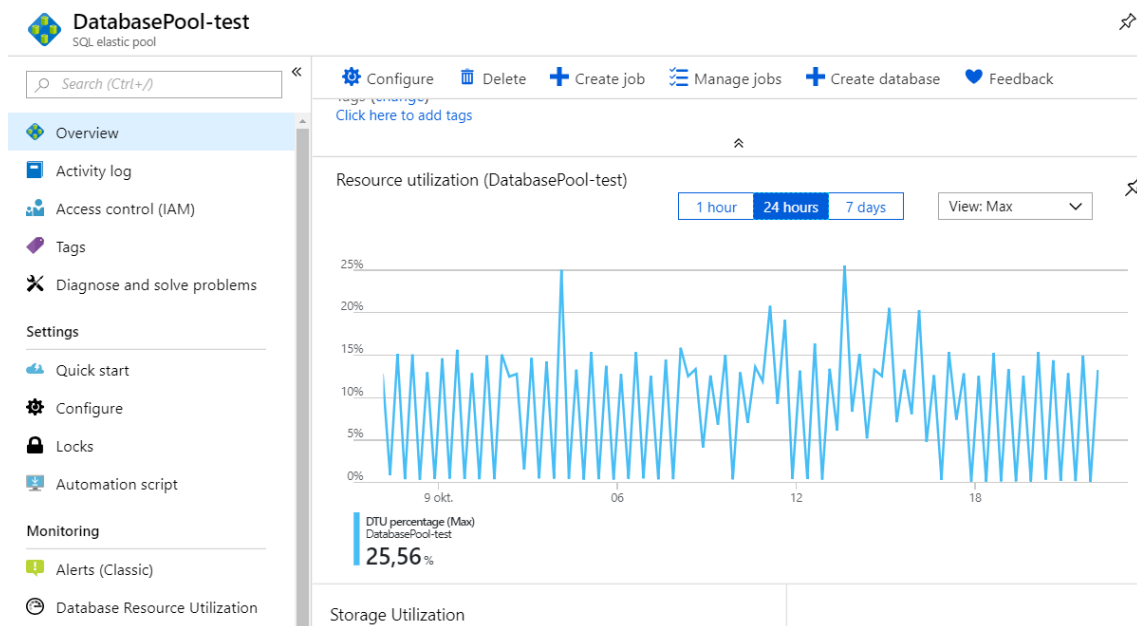 DatabasePool-test
SQL elastic pool
Search (Ctrl+/)
Overview
Activity log
Access control (IAM)
Tags
Diagnose and solve problems
Settings
Quick start
Configure
Locks
Automation script
Monitoring
Alerts (Classic)
Database Resource Utilization
Configure Delete Create job Manage jobs Create database Feedback
Tags (change)
Click here to add tags
Resource utilization (DatabasePool-test)
1 hour 24 hours 7 days View: Max
25%
20%
15%
10%
5%
0%
9 okt. 06 12 18
DTU percentage (Max)
DatabasePool-test
25,56 %
Storage Utilization